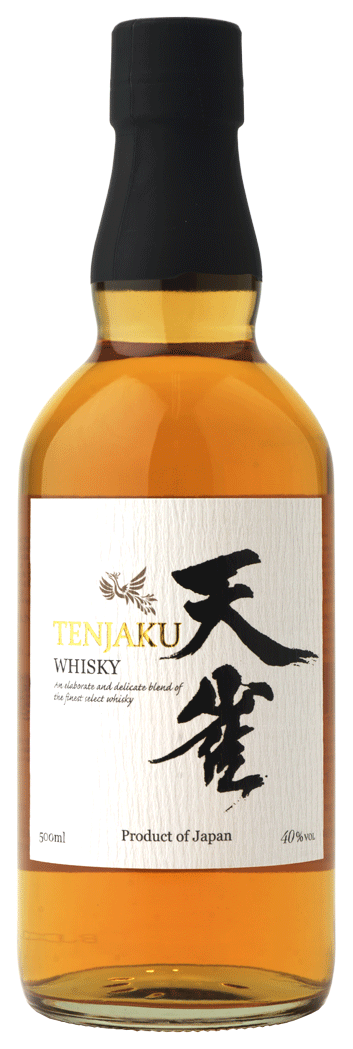 TENJAKU
WHISKY
An elaborate and delicate blend of
the finest select whisky
天雀
500ml
Product of Japan
40%VOL